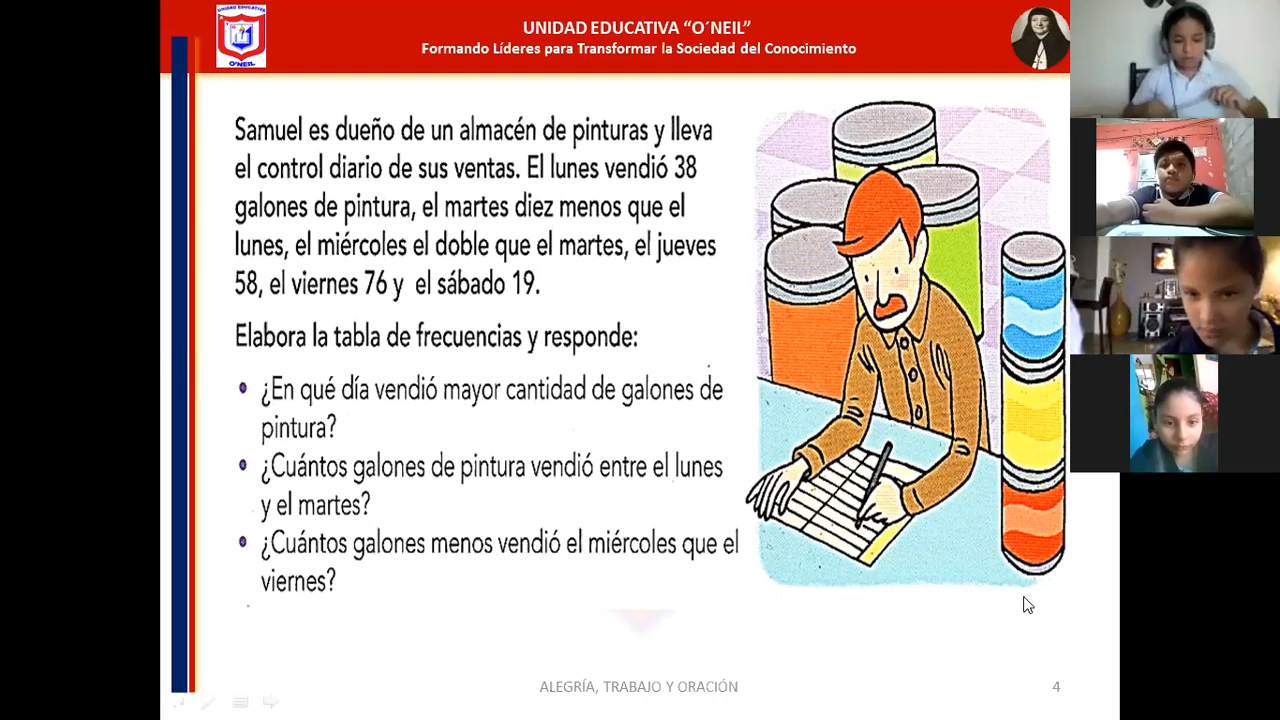 UNIDAD EDUCATIVA
O´NEIL
UNIDAD EDUCATIVA “O´NEIL”
Formando Líderes para Transformar la Sociedad del Conocimiento
Samuel es dueño de un almacén de pinturas y lleva
el control diario de sus ventas. El lunes vendió 38
galones de pintura, el martes diez menos que el
lunes, el miércoles el doble que el martes, el jueves
58, el viernes 76 y el sábado 19.
Elabora la tabla de frecuencias y responde:
• ¿En qué día vendió mayor cantidad de galones de
pintura?
• ¿Cuántos galones de pintura vendió entre el lunes
y el martes?
• ¿Cuántos galones menos vendió el miércoles que el
viernes?
ALEGRÍA, TRABAJO Y ORACIÓN
4